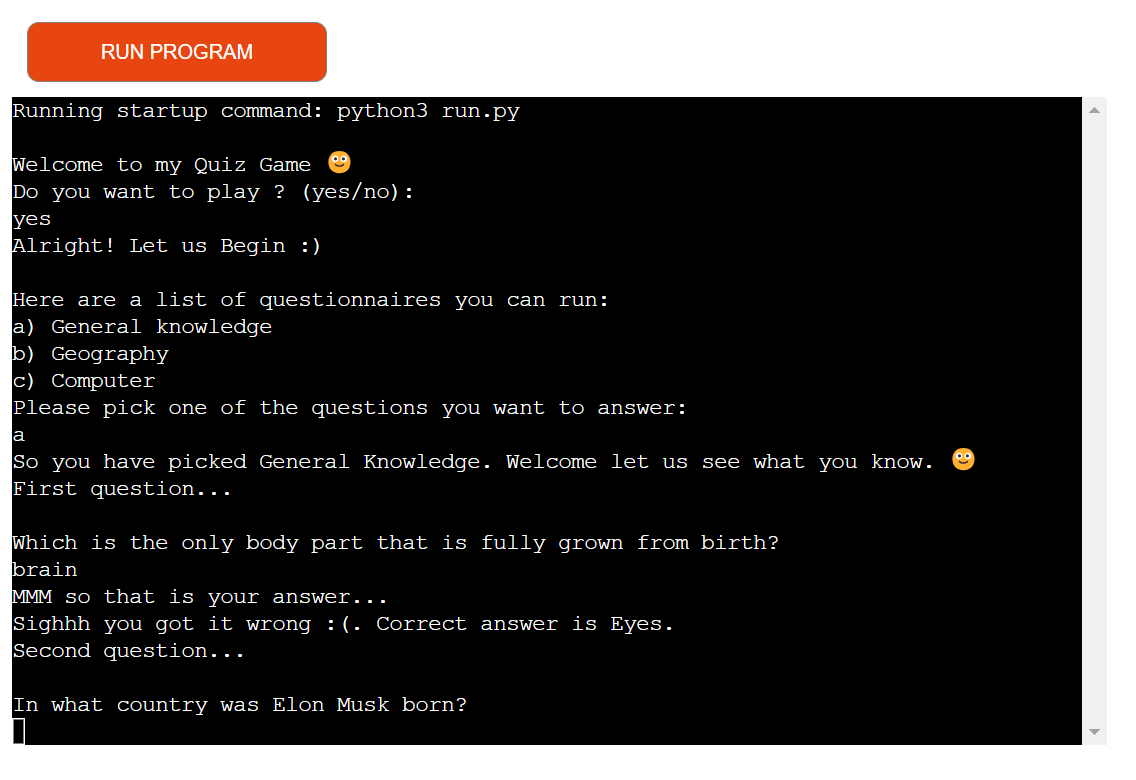 RUN PROGRAM
Running startup command: python3 run.py
Welcome to my Quiz Game 🙂
Do you want to play ? (yes/no):
yes
Alright! Let us Begin :)
Here are a list of questionnaires you can run:
a) General knowledge
b) Geography
c) Computer
Please pick one of the questions you want to answer:
a
So you have picked General Knowledge. Welcome let us see what you know. 🙂
First question...
Which is the only body part that is fully grown from birth?
brain
MMM so that is your answer...
Sighhh you got it wrong :(. Correct answer is Eyes.
Second question...
In what country was Elon Musk born?